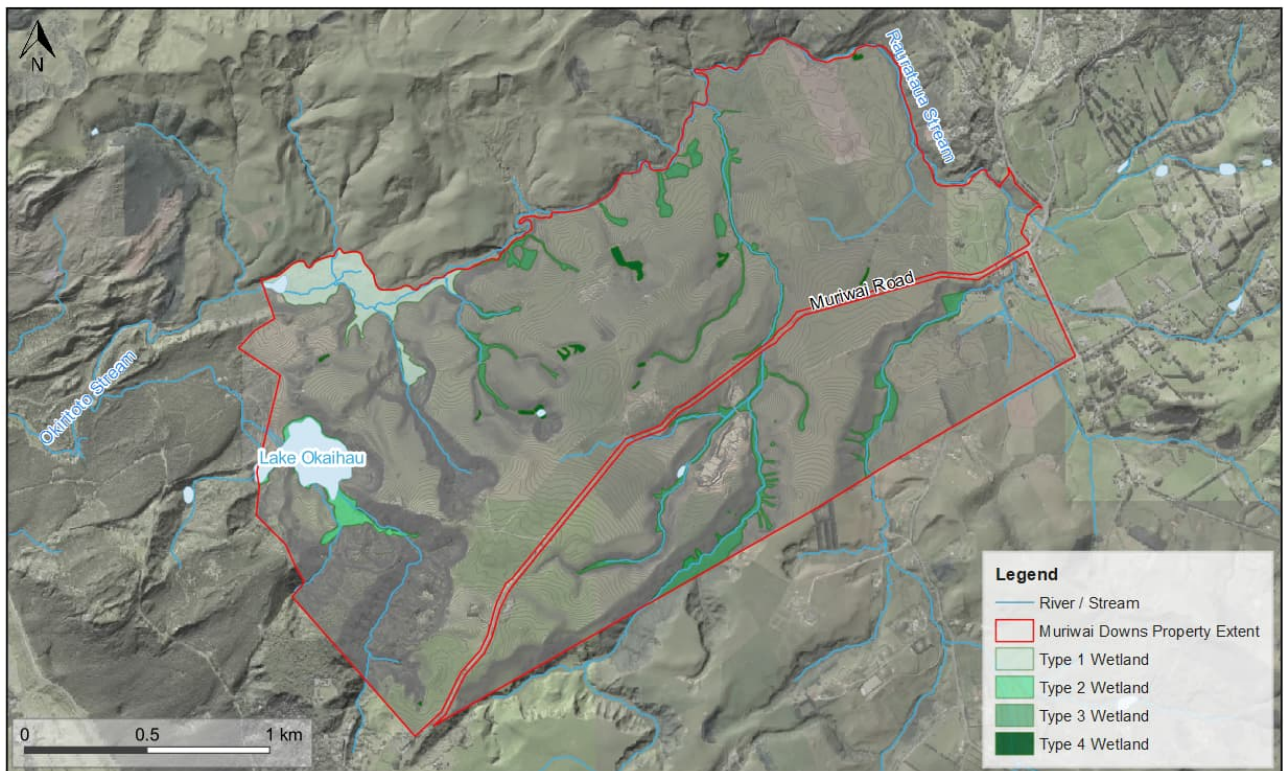 N
Raurataua Stream
Muriwai Road
Okiritoto Stream
Lake Okaihau
Legend
River / Stream
Muriwai Downs Property Extent
Type 1 Wetland
Type 2 Wetland
Type 3 Wetland
Type 4 Wetland
0 0.5 1 km